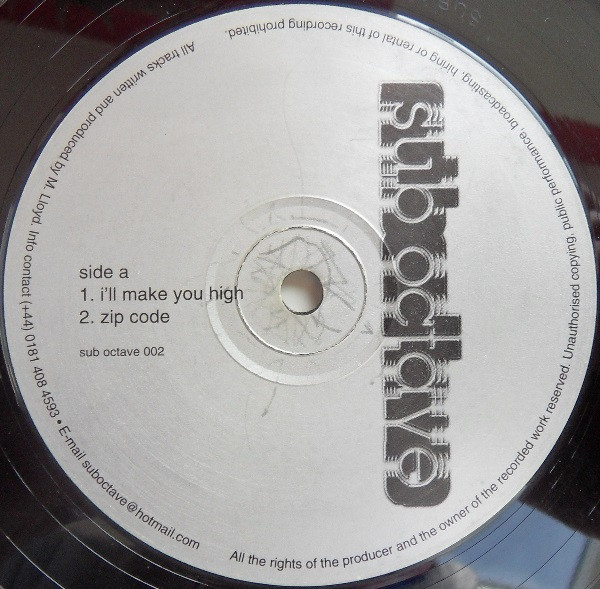 sub octave
side a
1. i'll make you high
2. zip code
sub octave 002
All tracks written and produced by M. Lloyd. Info contact (+44) 0181 408 4593 • E-mail suboctave@hotmail.com
All the rights of the producer and the owner of the recorded work reserved. Unauthorised copying, public performance, broadcasting, hiring or rental of this recording prohibited.